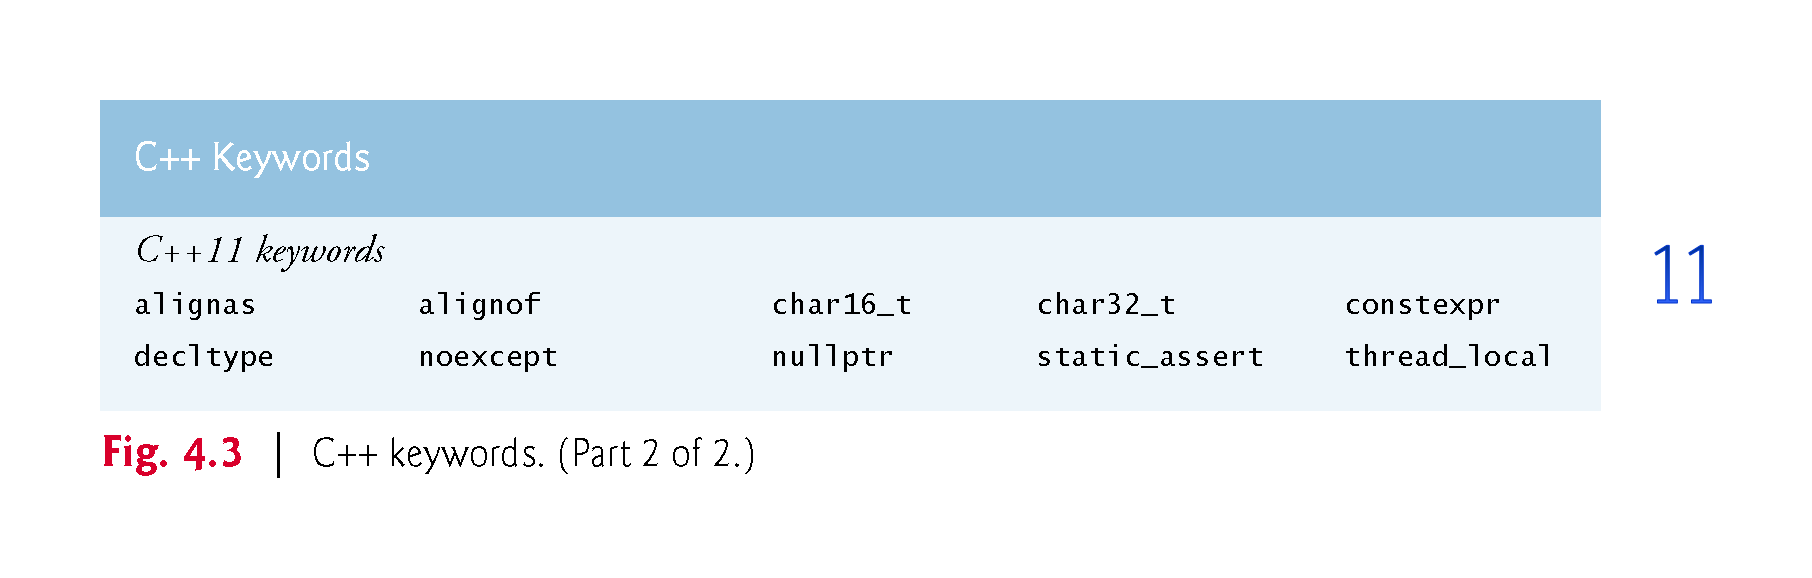 C++ Keywords
C++11 keywords
alignas alignof char16_t char32_t constexpr
decltype noexcept nullptr static_assert thread_local
11
Fig. 4.3 | C++ keywords. (Part 2 of 2.)